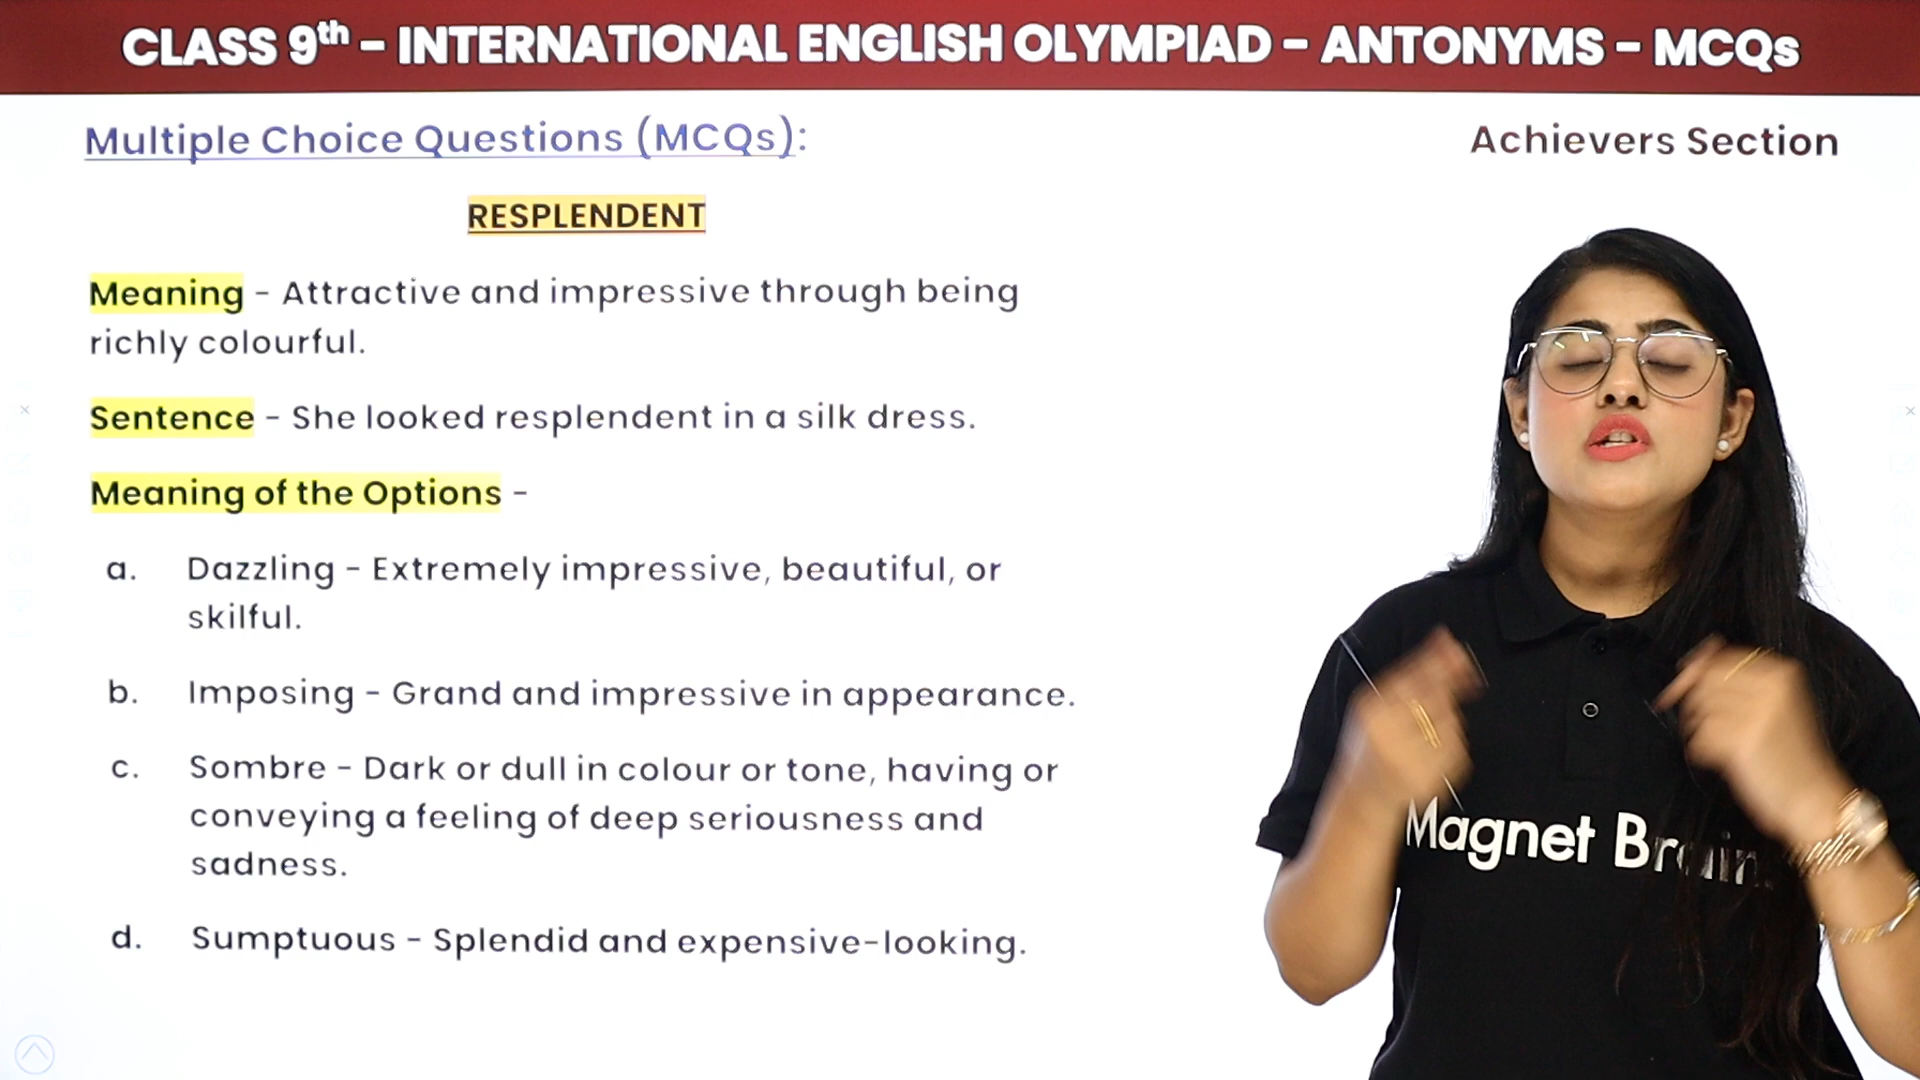 CLASS 9th – INTERNATIONAL ENGLISH OLYMPIAD – ANTONYMS – MCQs
Multiple Choice Questions (MCQs):
Achievers Section
RESPLENDENT
Meaning - Attractive and impressive through being
richly colourful.
Sentence - She looked resplendent in a silk dress.
Meaning of the Options -
a. Dazzling - Extremely impressive, beautiful, or
skilful.
b. Imposing - Grand and impressive in appearance.
c. Sombre - Dark or dull in colour or tone, having or
conveying a feeling of deep seriousness and
sadness.
d. Sumptuous - Splendid and expensive-looking.
Magnet Brain